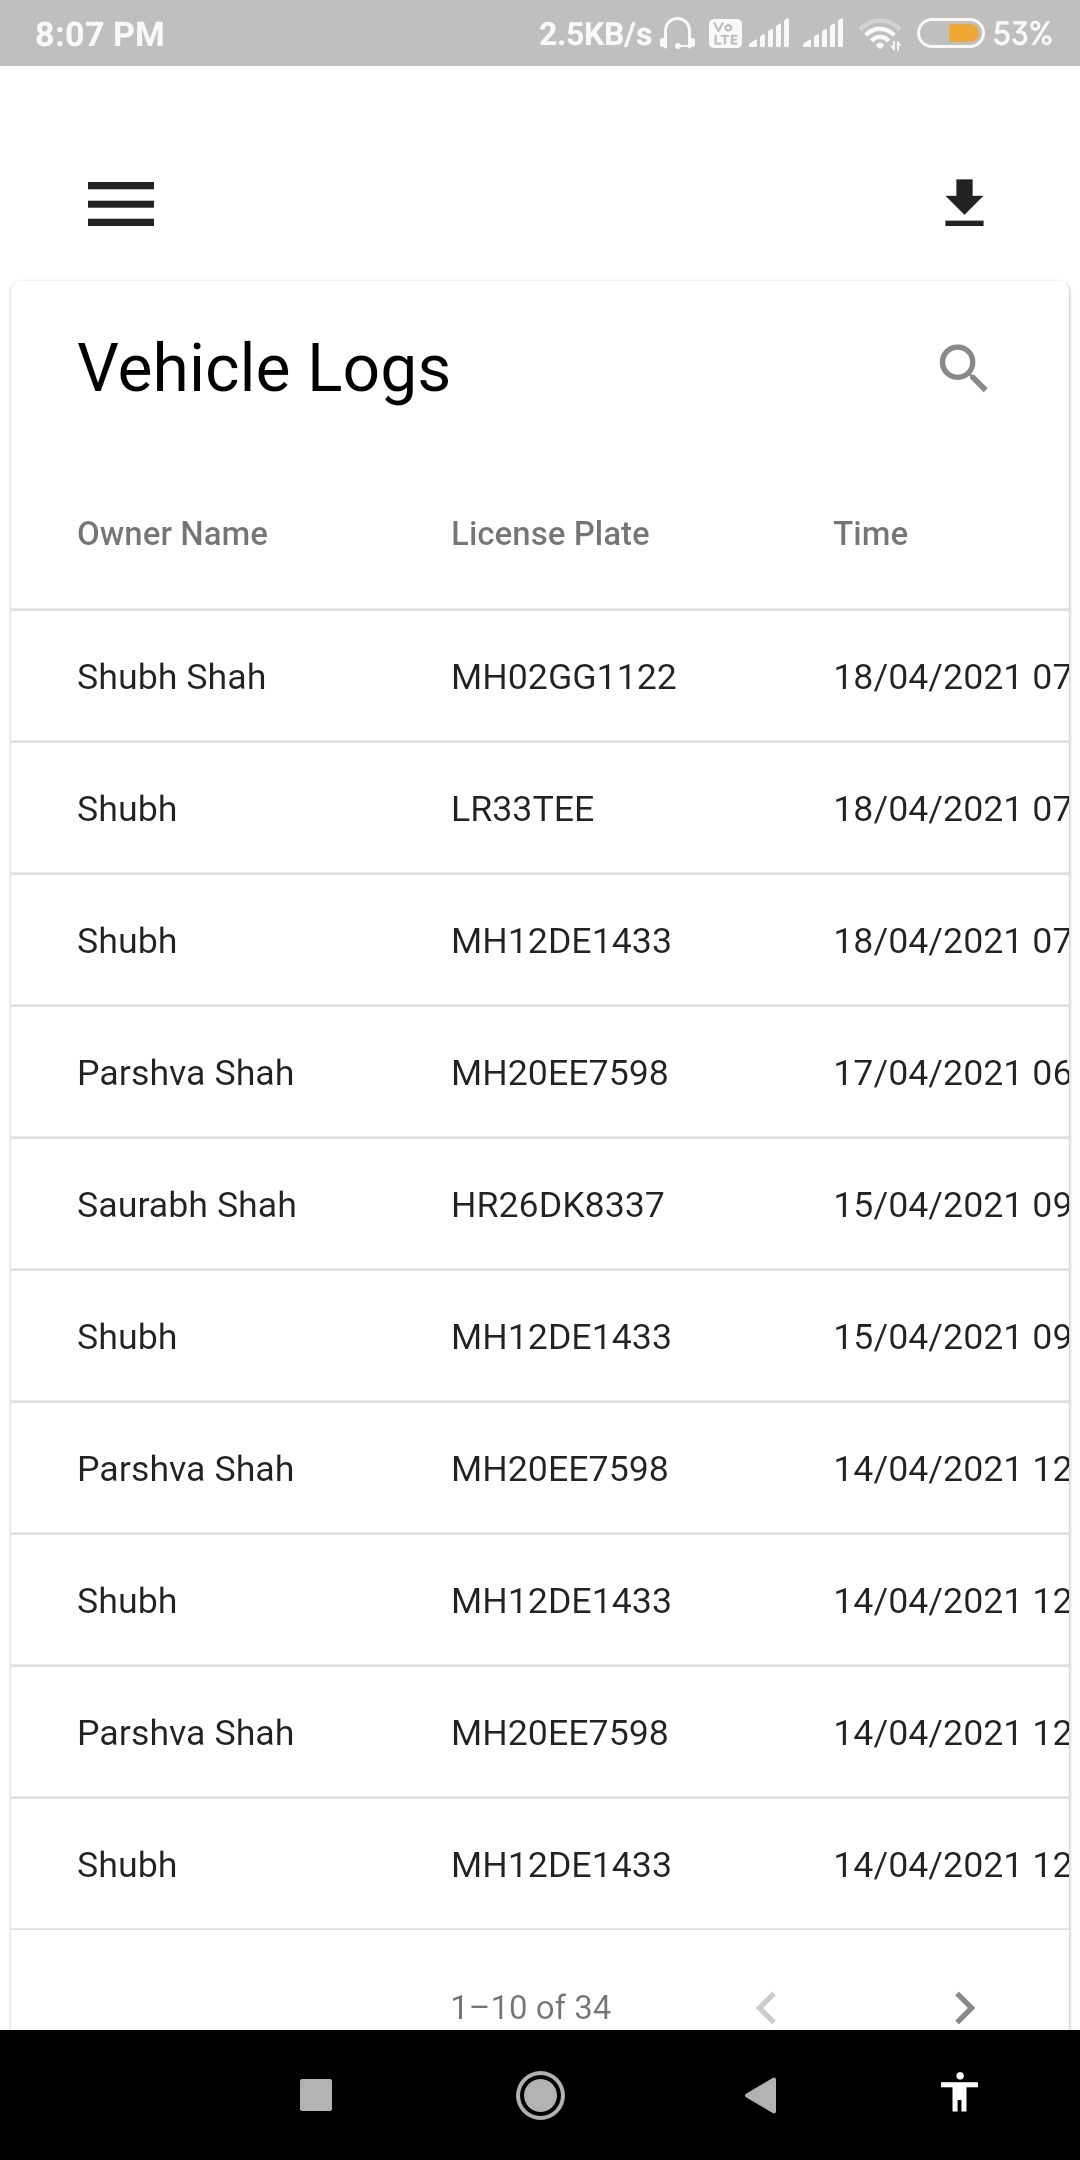 8:07 PM 2.5KB/s Vo LTE 53%
Vehicle Logs
Owner Name License Plate Time
Shubh Shah MH02GG1122 18/04/2021 07
Shubh LR33TEE 18/04/2021 07
Shubh MH12DE1433 18/04/2021 07
Parshva Shah MH20EE7598 17/04/2021 06
Saurabh Shah HR26DK8337 15/04/2021 09
Shubh MH12DE1433 15/04/2021 09
Parshva Shah MH20EE7598 14/04/2021 12
Shubh MH12DE1433 14/04/2021 12
Parshva Shah MH20EE7598 14/04/2021 12
Shubh MH12DE1433 14/04/2021 12
1–10 of 34